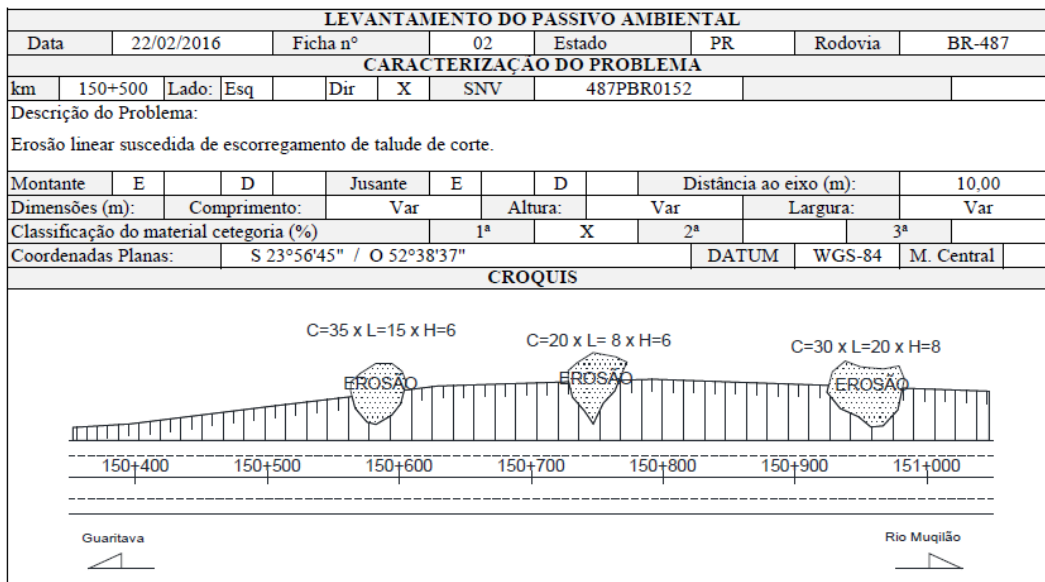 LEVANTAMENTO DO PASSIVO AMBIENTAL
Data 22/02/2016 Ficha nº 02 Estado PR Rodovia BR-487
CARACTERIZAÇÃO DO PROBLEMA
km 150+500 Lado: Esq Dir X SNV 487PBR0152
Descrição do Problema:
Erosão linear suscedida de escorregamento de talude de corte.
Montante E D Jusante E D Distância ao eixo (m): 10,00
Dimensões (m): Comprimento: Var Altura: Var Largura: Var
Classificação do material cetegoria (%) 1ª X 2ª 3ª
Coordenadas Planas: S 23°56'45" / O 52°38'37" DATUM WGS-84 M. Central
CROQUIS
C=35 x L=15 x H=6 C=20 x L= 8 x H=6 C=30 x L=20 x H=8
EROSÃO EROSÃO EROSÃO
150+400 150+500 150+600 150+700 150+800 150+900 151+000
Guaritava Rio Muqilão